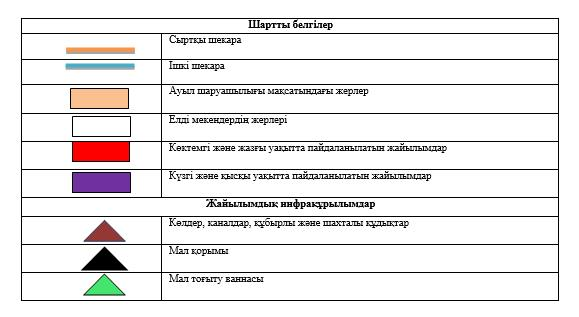 Шартты белгілер
Сыртқы шекара
Ішкі шекара
Ауыл шаруашылығы мақсатындағы жерлер
Елді мекендердің жерлері
Көктемгі және жазғы уақытта пайдаланылатын жайылымдар
Күзгі және қысқы уақытта пайдаланылатын жайылымдар
Жайылымдық инфрақұрылымдар
Көлдер, каналдар, құбырлы және шахталы құдықтар
Мал қорымы
Мал тоғыту ваннасы